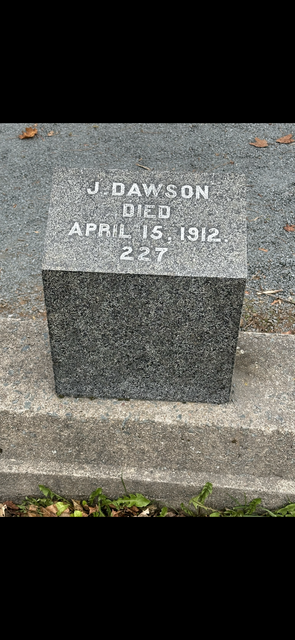 J. DAWSON
DIED
APRIL 15, 1912
227